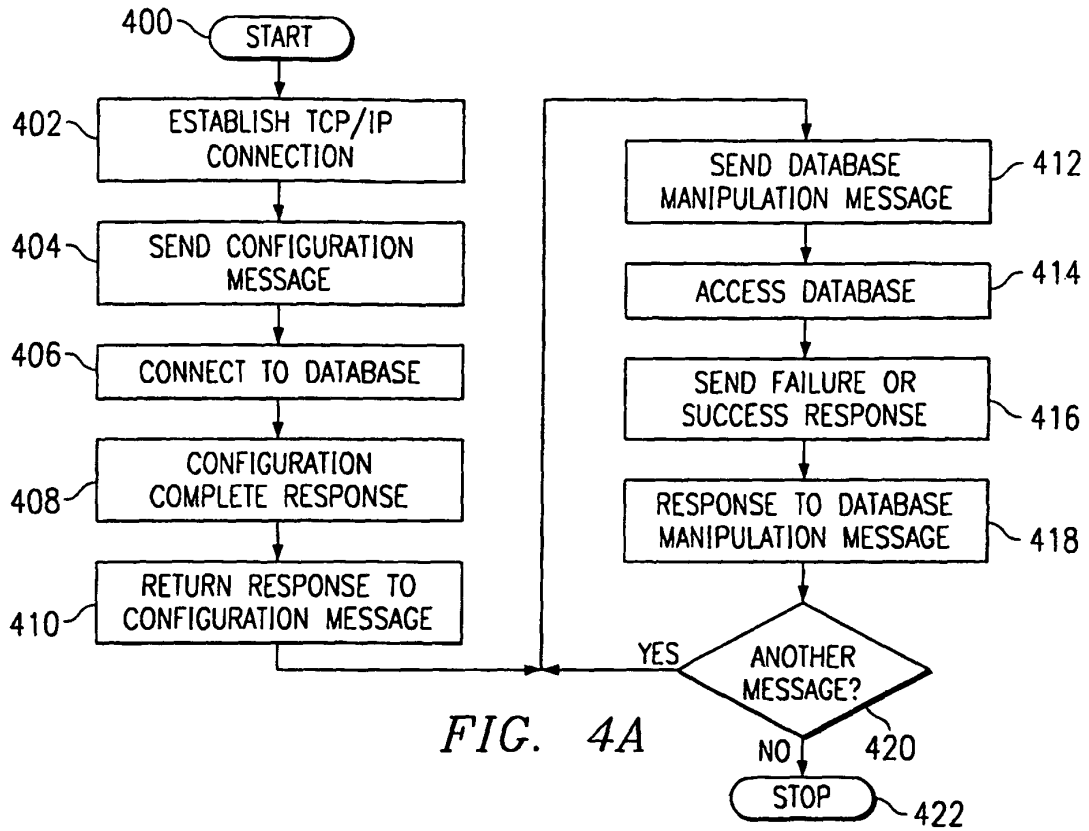 400
START
402
ESTABLISH TCP/IP
CONNECTION
404
SEND CONFIGURATION
MESSAGE
406
CONNECT TO DATABASE
408
CONFIGURATION
COMPLETE RESPONSE
410
RETURN RESPONSE TO
CONFIGURATION MESSAGE
SEND DATABASE
MANIPULATION MESSAGE
412
ACCESS DATABASE
414
SEND FAILURE OR
SUCCESS RESPONSE
416
RESPONSE TO DATABASE
MANIPULATION MESSAGE
418
YES
ANOTHER
MESSAGE?
420
NO
STOP
422
FIG. 4A